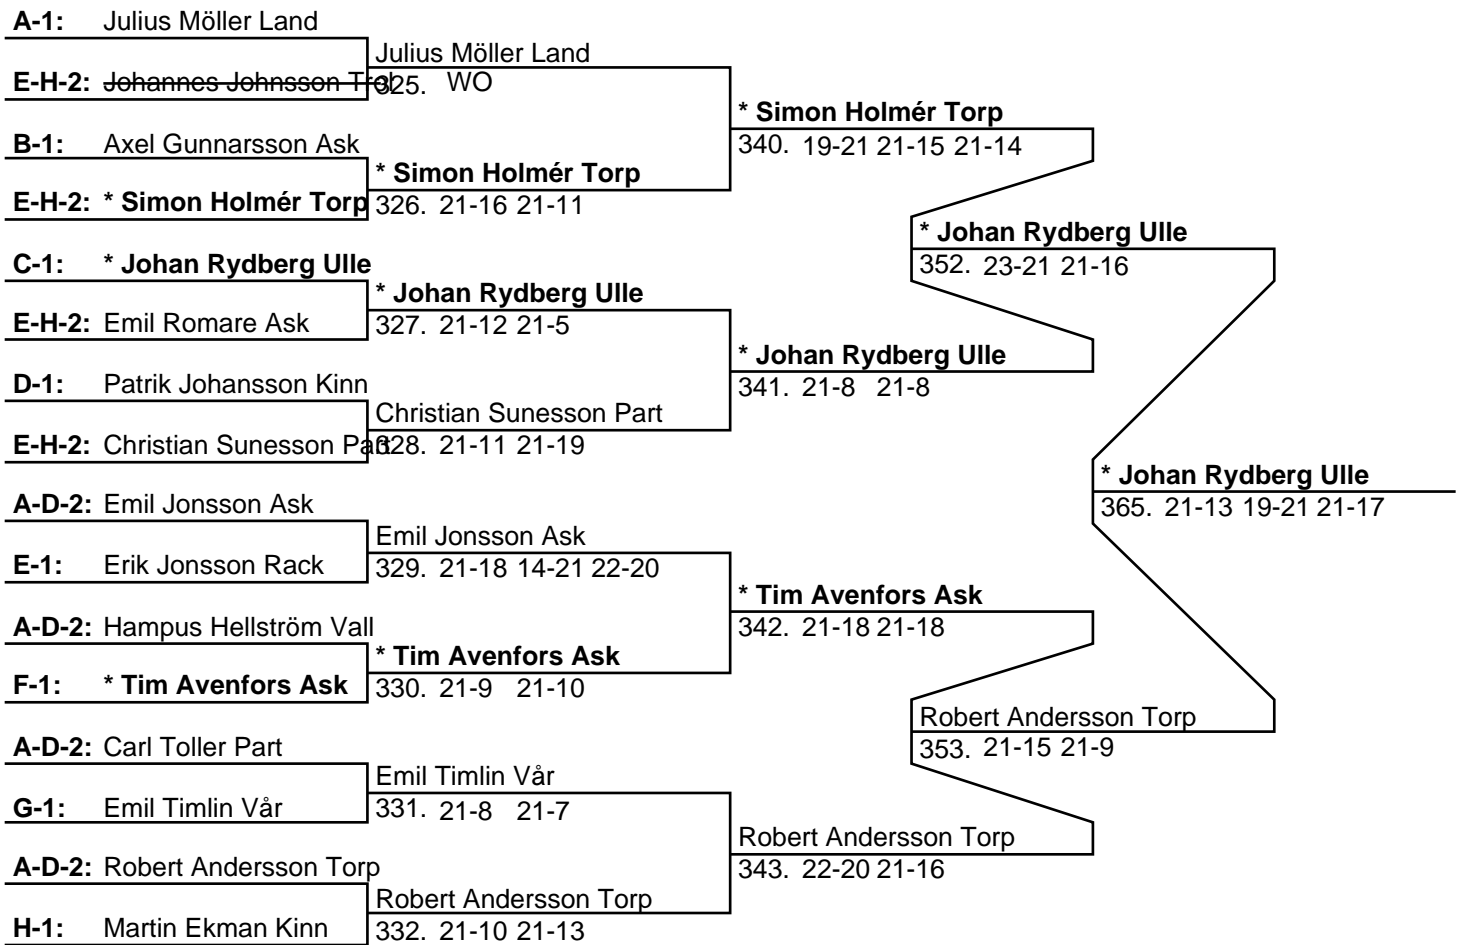 A-1: Julius Möller Land
Julius Möller Land
E-H-2: Johannes Johnsson Trol
325. WO
* Simon Holmér Torp
B-1: Axel Gunnarsson Ask
340. 19-21 21-15 21-14
* Simon Holmér Torp
E-H-2: * Simon Holmér Torp
326. 21-16 21-11
* Johan Rydberg Ulle
C-1: * Johan Rydberg Ulle
352. 23-21 21-16
* Johan Rydberg Ulle
E-H-2: Emil Romare Ask
327. 21-12 21-5
* Johan Rydberg Ulle
D-1: Patrik Johansson Kinn
341. 21-8 21-8
Christian Sunesson Part
E-H-2: Christian Sunesson Part
328. 21-11 21-19
* Johan Rydberg Ulle
A-D-2: Emil Jonsson Ask
365. 21-13 19-21 21-17
Emil Jonsson Ask
E-1: Erik Jonsson Rack
329. 21-18 14-21 22-20
* Tim Avenfors Ask
A-D-2: Hampus Hellström Vall
342. 21-18 21-18
* Tim Avenfors Ask
F-1: * Tim Avenfors Ask
330. 21-9 21-10
Robert Andersson Torp
A-D-2: Carl Toller Part
353. 21-15 21-9
Emil Timlin Vår
G-1: Emil Timlin Vår
331. 21-8 21-7
Robert Andersson Torp
A-D-2: Robert Andersson Torp
343. 22-20 21-16
Robert Andersson Torp
H-1: Martin Ekman Kinn
332. 21-10 21-13